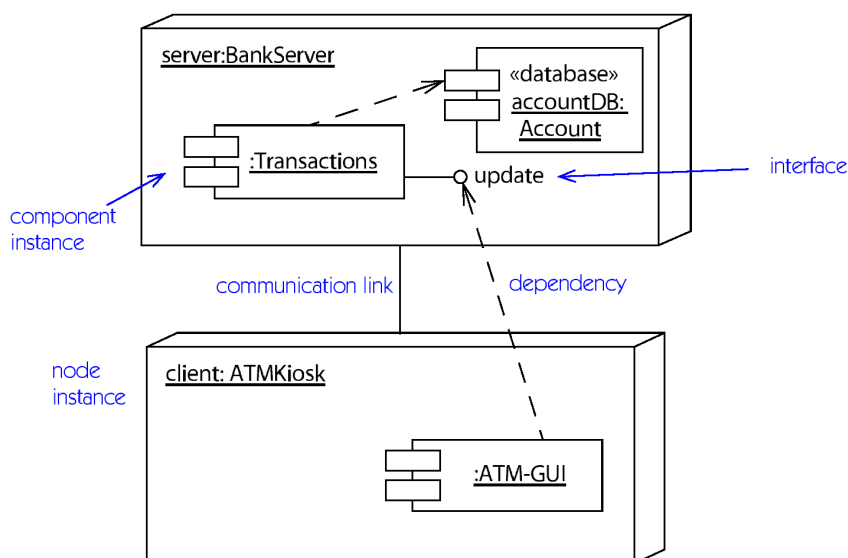 server:BankServer
«database»
accountDB:
Account
:Transactions
update
interface
component
instance
communication link
dependency
node
instance
client: ATMKiosk
:ATM-GUI